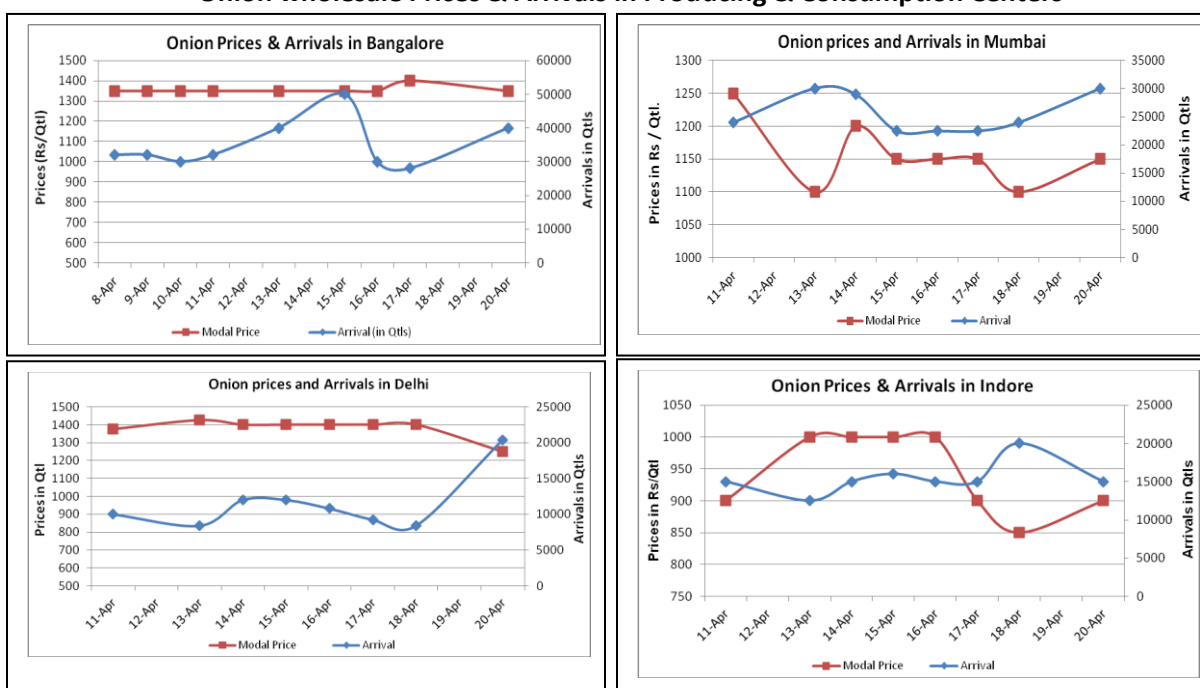 Onion Wholesale Prices & Arrivals in Producing & Consumption Centers
Onion Prices & Arrivals in Bangalore
Prices (Rs/Qtl)
1500
1400
1300
1200
1100
1000
900
800
700
600
500
60000
50000
40000
30000
20000
10000
0
Arrivals in Qtls
8-Apr
9-Apr
10-Apr
11-Apr
12-Apr
13-Apr
14-Apr
15-Apr
16-Apr
17-Apr
18-Apr
19-Apr
20-Apr
Modal Price
Arrival (in Qtls)
Onion prices and Arrivals in Mumbai
Prices in Rs / Qtl.
1300
1250
1200
1150
1100
1050
1000
35000
30000
25000
20000
15000
10000
5000
0
Arrivals in Qtls
11-Apr
12-Apr
13-Apr
14-Apr
15-Apr
16-Apr
17-Apr
18-Apr
19-Apr
20-Apr
Modal Price
Arrival
Onion prices and Arrivals in Delhi
Prices in Qtl
1500
1400
1300
1200
1100
1000
900
800
700
600
500
25000
20000
15000
10000
5000
0
Arrivals in Qtls
11-Apr
12-Apr
13-Apr
14-Apr
15-Apr
16-Apr
17-Apr
18-Apr
19-Apr
20-Apr
Modal Price
Arrival
Onion Prices & Arrivals in Indore
Prices in Rs/Qtl
1050
1000
950
900
850
800
750
25000
20000
15000
10000
5000
0
Arrivals in Qtls
11-Apr
12-Apr
13-Apr
14-Apr
15-Apr
16-Apr
17-Apr
18-Apr
19-Apr
20-Apr
Modal Price
Arrival